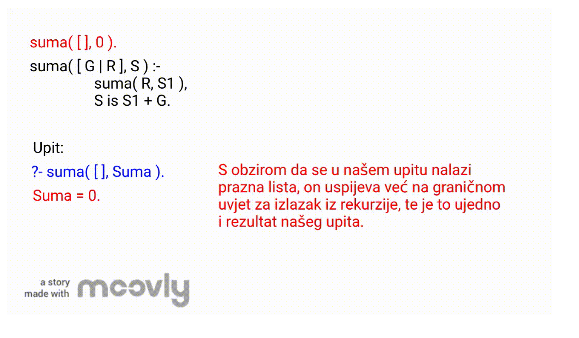 suma( [ ], 0 ).
suma( [ G | R ], S ) :-
suma( R, S1 ),
S is S1 + G.
Upit:
?- suma( [ ], Suma ).
Suma = 0.
S obzirom da se u našem upitu nalazi
prazna lista, on uspijeva već na graničnom
uvjet za izlazak iz rekurzije, te je to ujedno
i rezultat našeg upita.
a story
made with moovly